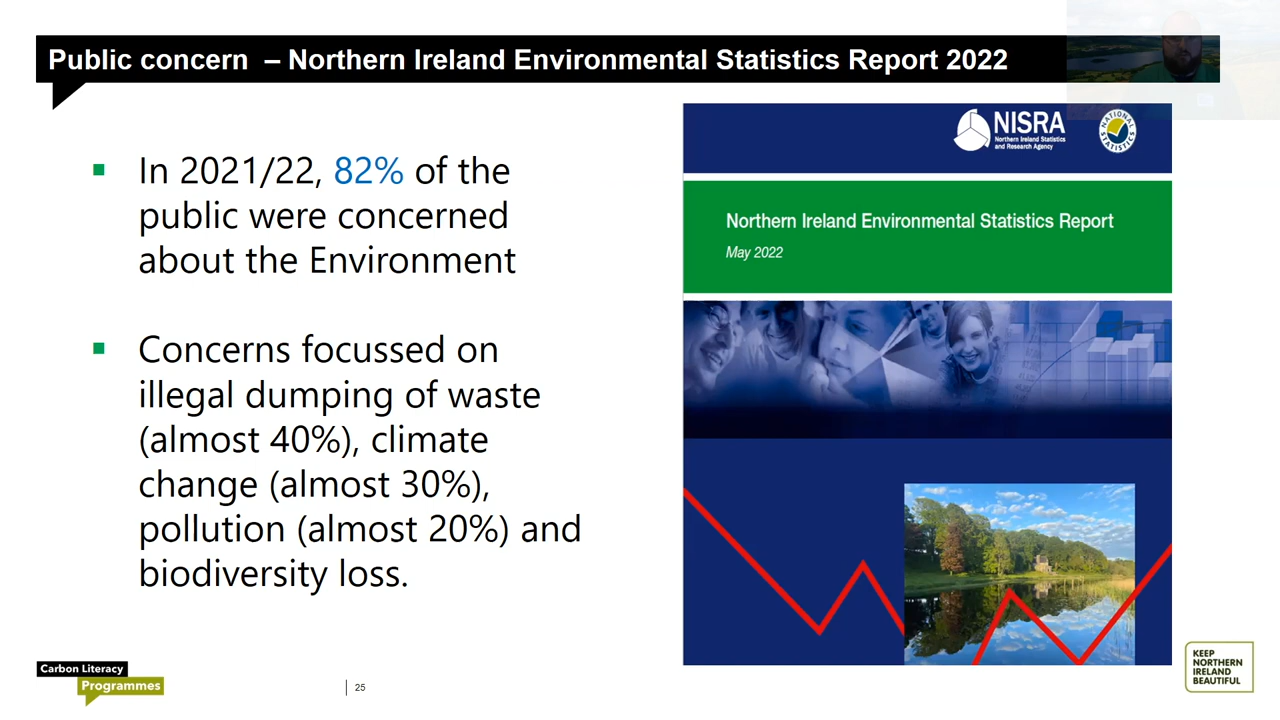 Public concern – Northern Ireland Environmental Statistics Report 2022
▪ In 2021/22, 82% of the
public were concerned
about the Environment
▪ Concerns focussed on
illegal dumping of waste
(almost 40%), climate
change (almost 30%),
pollution (almost 20%) and
biodiversity loss.
NISRA
Northern Ireland Statistics
and Research Agency
NATIONAL
STATISTICS
Northern Ireland Environmental Statistics Report
May 2022
Carbon Literacy
Programmes
25
KEEP
NORTHERN
IRELAND
BEAUTIFUL